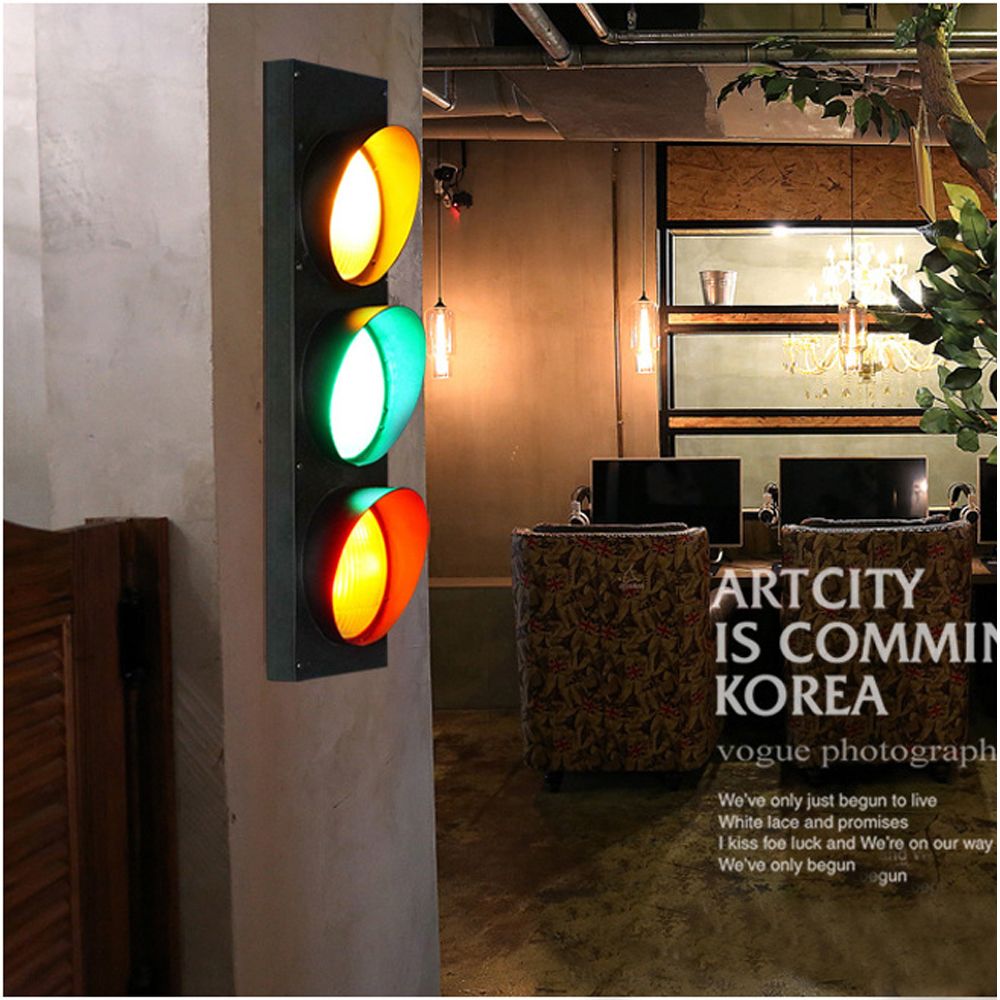 ARTCITY
IS COMMIN
KOREA
vogue photograph
We've only just begun to live
White lace and promises
I kiss foe luck and We're on our way
We've only begun
egun